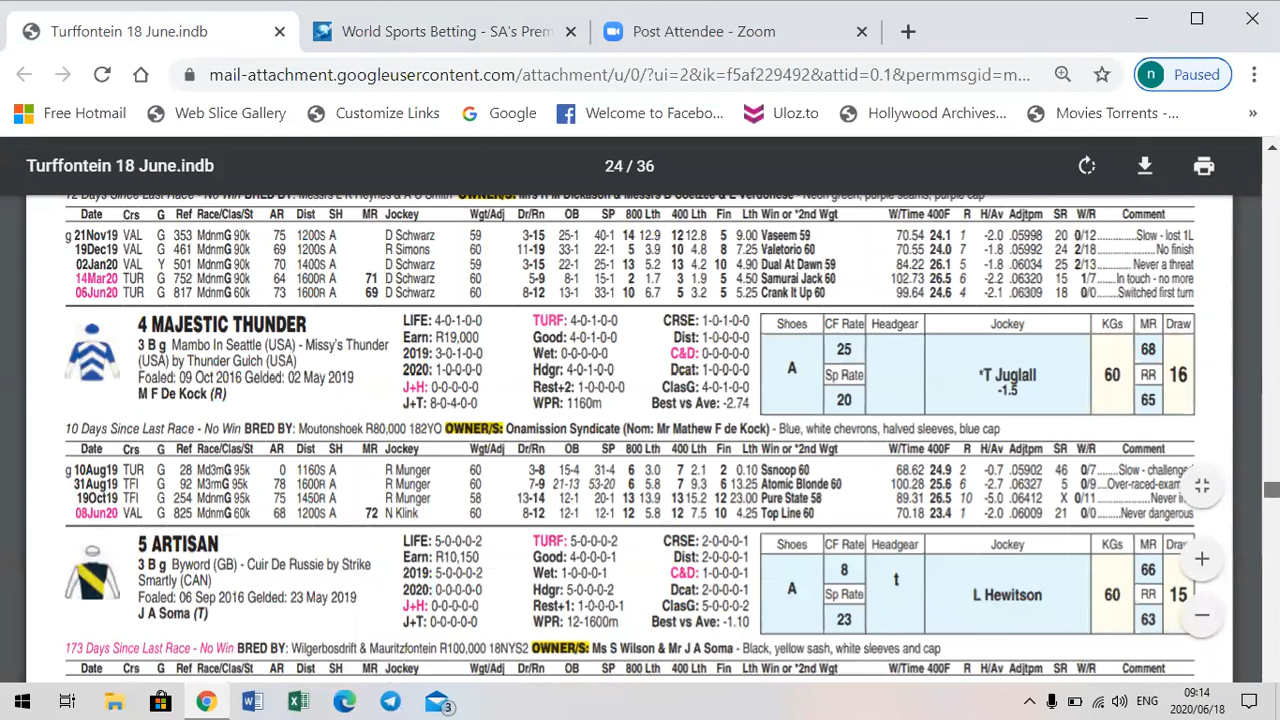 Turffontein 18 June.indb
World Sports Betting - SA's Prem
Post Attendee - Zoom
mail-attachment.googleusercontent.com/attachment/u/0/?ui=2&ik=f5af229492&attid=0.1&permmsgid=m...
n Paused
Free Hotmail Web Slice Gallery Customize Links Google Welcome to Facebo... Uloz.to Hollywood Archives... Movies Torrents -... »
Turffontein 18 June.indb 24 / 36
Date Crs G Ref Race/Clas/St AR Dist SH MR Jockey Wgt/Adj Dr/Rn OB SP 800 Lth 400 Lth Fin Lth Win or *2nd Wgt W/Time 400F R H/Av Adjtpm SR W/R Comment
g 21Nov19 VAL G 236 MdnmG 90k 75 1200S A D Schwarz 59 3-15 25-1 40-1 14 12.9 12 12.8 5 9.00 Vaseem 59 70.54 24.1 1 -2.0 .05998 20 0/12 ....Slow - lost 1L
19Dec19 VAL G 461 MdnmG 90k 69 1200S A R Simons 60 11-19 33-1 22-1 5 3.9 10 4.8 8 7.25 Valetorio 60 70.55 24.0 7 -1.8 .05998 24 2/18 ....No finish
02Jan20 VAL Y 501 MdnmG 90k 70 1400S A D Schwarz 60 3-15 22-1 25-1 13 5.2 13 4.2 10 4.90 Dual At Dawn 59 84.22 26.1 5 -1.8 .06034 25 2/13 ....Never a threat
14Mar20 TUR G 752 MdnmG 90k 64 1600R A 71 D Schwarz 60 5-9 8-1 15-1 2 1.7 3 1.9 5 4.50 Samurai Jack 60 102.73 26.5 4 -2.2 .06320 15 1/7 ....In touch - no more
06Jun20 TUR G 817 MdnmG 60k 73 1600R A 69 D Schwarz 60 8-12 13-1 33-1 10 6.7 5 3.2 5 5.25 Crank It Up 60 99.64 24.6 4 -2.1 .06309 18 0/0 ....Switched first turn
4 MAJESTIC THUNDER
3 B g Mambo In Seattle (USA) - Missy's Thunder
(USA) by Thunder Gulch (USA)
Foaled: 09 Oct 2016 Gelded: 02 May 2019
M F De Kock (R)
LIFE: 4-0-1-0-0 TURF: 4-0-1-0-0 CRSE: 1-0-1-0-0
Earn: R19,000 Good: 4-0-1-0-0 Dist: 1-0-0-0-0
2019: 3-0-1-0-0 Wet: 0-0-0-0-0 C&D: 0-0-0-0-0
2020: 1-0-0-0-0 Hdgr: 4-0-1-0-0 Dcat: 1-0-0-0-0
J+H: 0-0-0-0-0 Rest+2: 1-0-0-0-0 ClasG: 4-0-1-0-0
J+T: 8-0-4-0-0 WPR: 1160m Best vs Ave: -2.74
Shoes CF Rate Headgear Jockey KGs MR Draw
A 25 *T Juglall 60 68 16
Sp Rate -1.5 RR
20 65
10 Days Since Last Race - No Win BRED BY: Moutonshoek R80,000 182YO OWNER/S: Onamission Syndicate (Nom: Mr Mathew F de Kock) - Blue, white chevrons, halved sleeves, blue cap
Date Crs G Ref Race/Clas/St AR Dist SH MR Jockey Wgt/Adj Dr/Rn OB SP 800 Lth 400 Lth Fin Lth Win or *2nd Wgt W/Time 400F R H/Av Adjtpm SR W/R Comment
g 10Aug19 TUR G 28 Md3mG 95k 0 1160S A R Munger 60 3-8 15-4 31-4 6 3.0 7 2.1 2 0.10 Ssnoop 60 68.62 24.9 2 -0.7 .05902 46 0/7 ....Slow - challenge
31Aug19 TFI G 92 M3mG 95k 78 1600S A R Munger 60 7-9 21-13 53-20 6 5.8 7 9.3 6 13.25 Atomic Blonde 60 100.28 25.6 6 -2.7 .06327 5 0/9 ....Over-raced-exam
19Oct19 TFI G 254 MdnmG 95k 75 1450R A R Munger 58 13-14 12-1 20-1 13 13.9 13 15.2 12 23.00 Pure State 58 89.31 26.5 10 -5.0 .06412 X 0/11 ....Never in
08Jun20 VAL G 825 MdnmG 60k 68 1200S A 72 N Klink 60 8-12 12-1 12-1 12 5.8 12 7.5 10 4.25 Top Line 60 70.18 23.4 1 -2.0 .06009 21 0/0 ....Never dangerous
5 ARTISAN
3 B g Byword (GB) - Cuir De Russie by Strike
Smartly (CAN)
Foaled: 06 Sep 2016 Gelded: 23 May 2019
J A Soma (T)
LIFE: 5-0-0-0-2 TURF: 5-0-0-0-2 CRSE: 2-0-0-0-1
Earn: R10,150 Good: 4-0-0-0-1 Dist: 2-0-0-0-1
2019: 5-0-0-0-2 Wet: 1-0-0-0-1 C&D: 1-0-0-0-1
2020: 0-0-0-0-0 Hdgr: 5-0-0-0-2 Dcat: 2-0-0-0-1
J+H: 0-0-0-0-0 Rest+1: 1-0-0-0-1 ClasG: 5-0-0-0-2
J+T: 0-0-0-0-0 WPR: 12-1600m Best vs Ave: -1.10
Shoes CF Rate Headgear Jockey KGs MR Draw
A 8 t L Hewitson 60 66 15
Sp Rate RR
23 63
173 Days Since Last Race - No Win BRED BY: Wilgerbosdrift & Mauritzfontein R100,000 18NYS2 OWNER/S: Ms S Wilson & Mr J A Soma - Black, yellow sash, white sleeves and cap
Date Crs G Ref Race/Clas/St AR Dist SH MR Jockey Wgt/Adj Dr/Rn OB SP 800 Lth 400 Lth Fin Lth Win or *2nd Wgt W/Time 400F R H/Av Adjtpm SR W/R Comment
3 ENG 09:14
2020/06/18